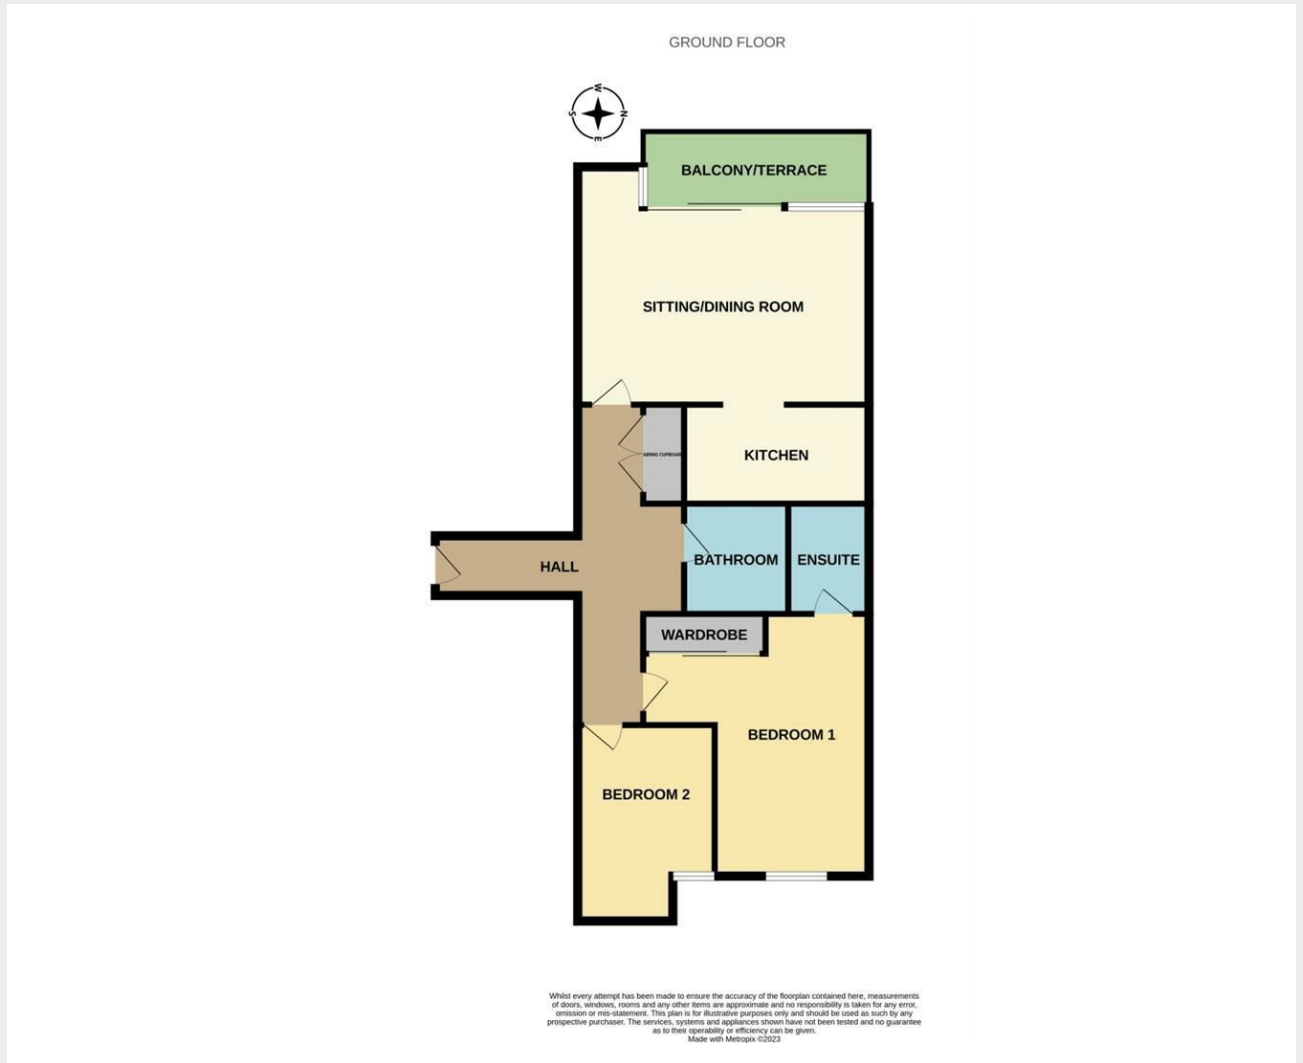 GROUND FLOOR
W
S N
E
BALCONY/TERRACE
SITTING/DINING ROOM
KITCHEN
HALL
BATHROOM ENSUITE
WARDROBE
BEDROOM 1
BEDROOM 2
Whilst every attempt has been made to ensure the accuracy of the floorplan contained here, measurements
of doors, windows, rooms and any other items are approximate and no responsibility is taken for any error,
omission or mis-statement. This plan is for illustrative purposes only and should be used as such by any
prospective purchaser. The services, systems and appliances shown have not been tested and no guarantee
as to their operability or efficiency can be given.
Made with Metropix ©2023